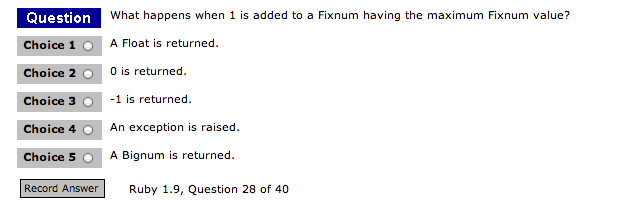 Question What happens when 1 is added to a Fixnum having the maximum Fixnum value?
Choice 1 A Float is returned.
Choice 2 0 is returned.
Choice 3 -1 is returned.
Choice 4 An exception is raised.
Choice 5 A Bignum is returned.
Record Answer Ruby 1.9, Question 28 of 40